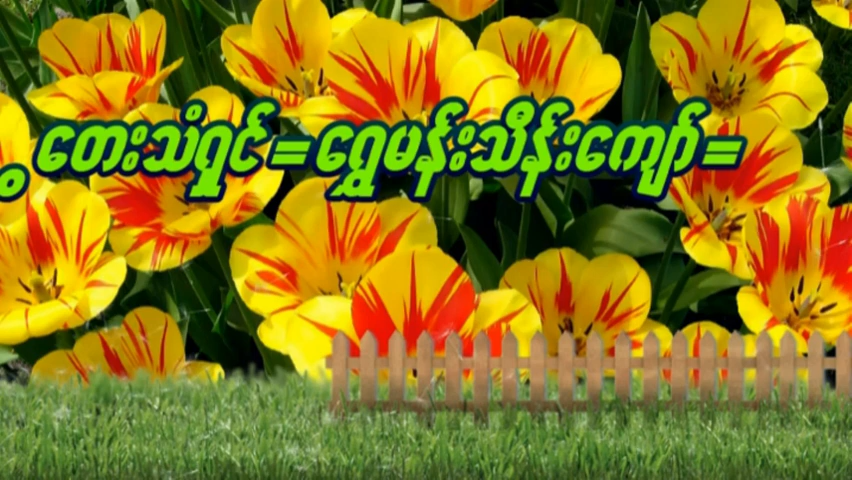 တေးသံရှင် = ရွှေမန်းသိန်းကျော် =